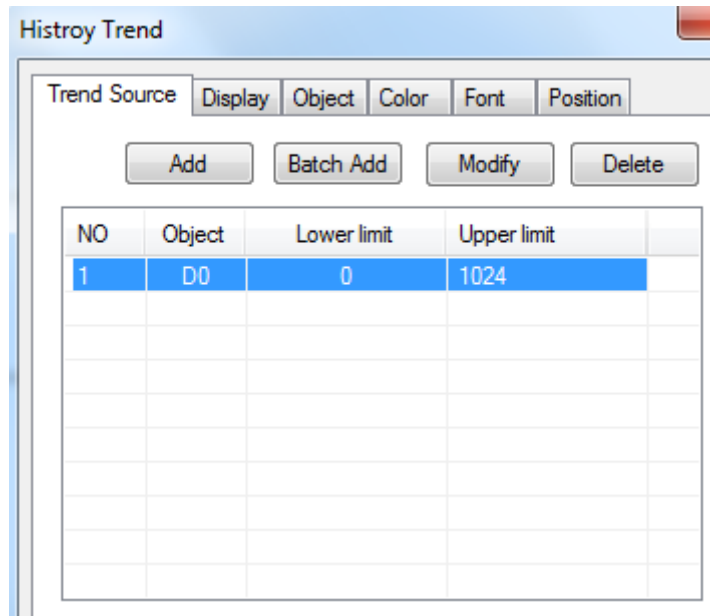 Histroy Trend
Trend Source Display Object Color Font Position
Add Batch Add Modify Delete
NO Object Lower limit Upper limit
1 D0 0 1024